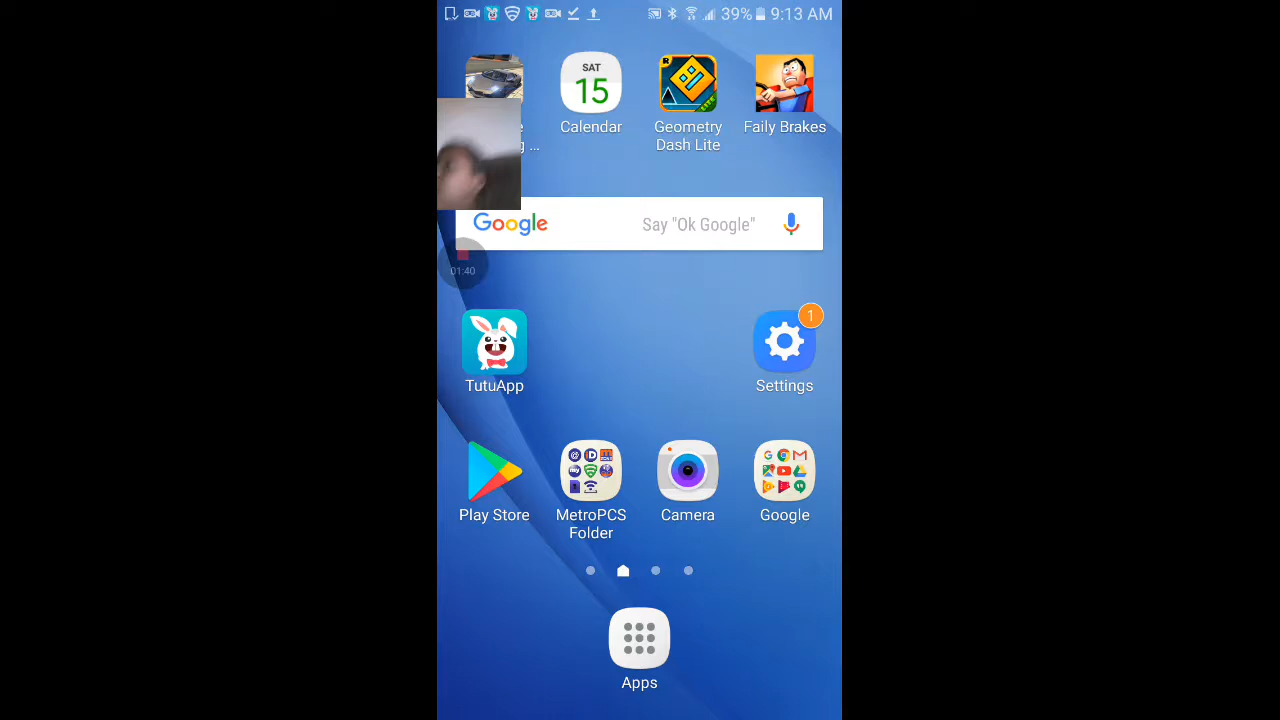 39% 9:13 AM
SAT
15
R
LITE
e
g ...
Calendar
Geometry
Dash Lite
Faily Brakes
Google Say "Ok Google"
01:40
1
TutuApp
Settings
Play Store
MetroPCS
Folder
Camera
Google
Apps